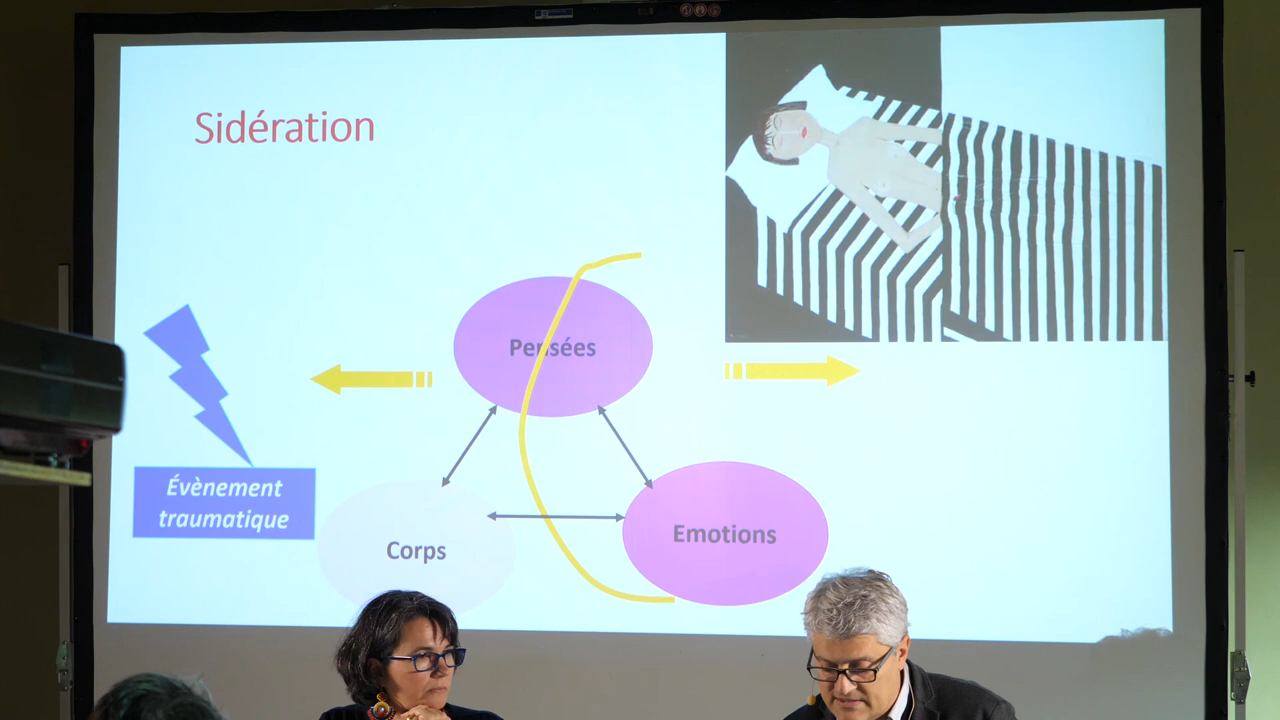 Sidération
Pensées
Évènement
traumatique
Corps
Emotions